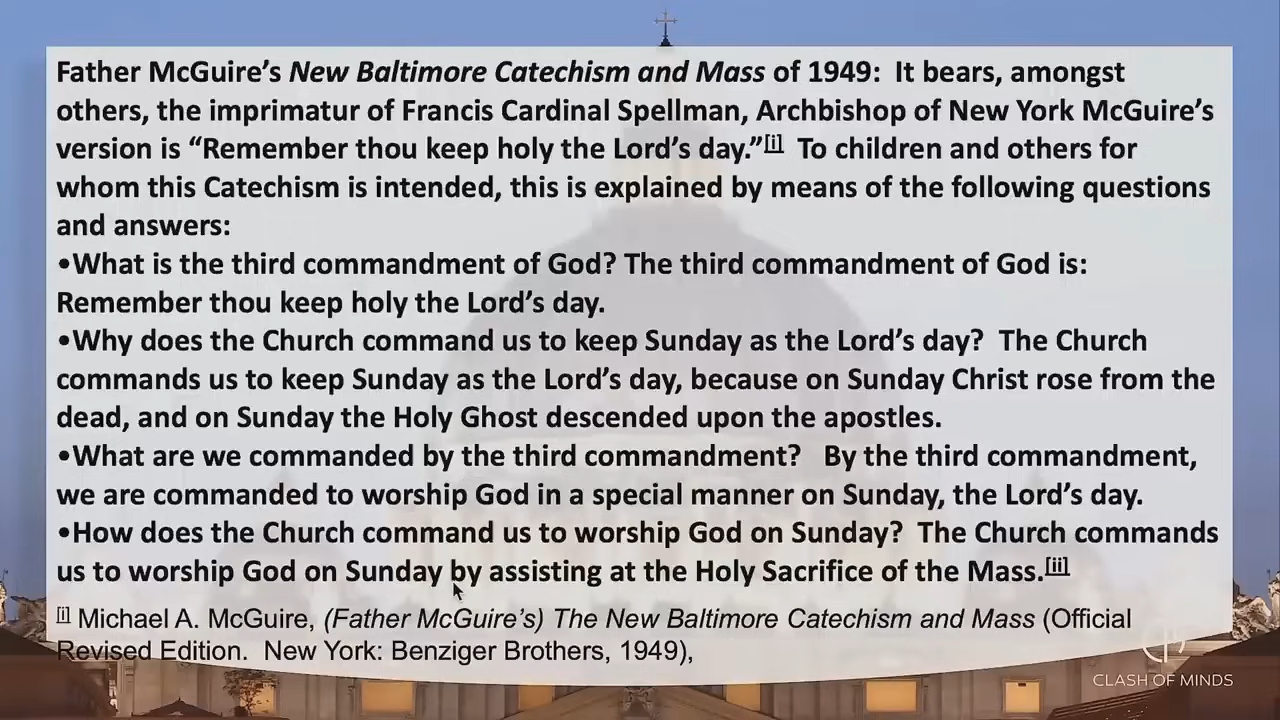 Father McGuire's New Baltimore Catechism and Mass of 1949:  It bears, amongst
others, the imprimatur of Francis Cardinal Spellman, Archbishop of New York McGuire's
version is “Remember thou keep holy the Lord's day.”[i]  To children and others for
whom this Catechism is intended, this is explained by means of the following questions
and answers:
•What is the third commandment of God? The third commandment of God is:
Remember thou keep holy the Lord's day.
•Why does the Church command us to keep Sunday as the Lord's day?  The Church
commands us to keep Sunday as the Lord's day, because on Sunday Christ rose from the
dead, and on Sunday the Holy Ghost descended upon the apostles.
•What are we commanded by the third commandment?   By the third commandment,
we are commanded to worship God in a special manner on Sunday, the Lord's day.
•How does the Church command us to worship God on Sunday?  The Church commands
us to worship God on Sunday by assisting at the Holy Sacrifice of the Mass.[ii]
[i] Michael A. McGuire, (Father McGuire's) The New Baltimore Catechism and Mass (Official
Revised Edition.  New York: Benziger Brothers, 1949),
CLASH OF MINDS